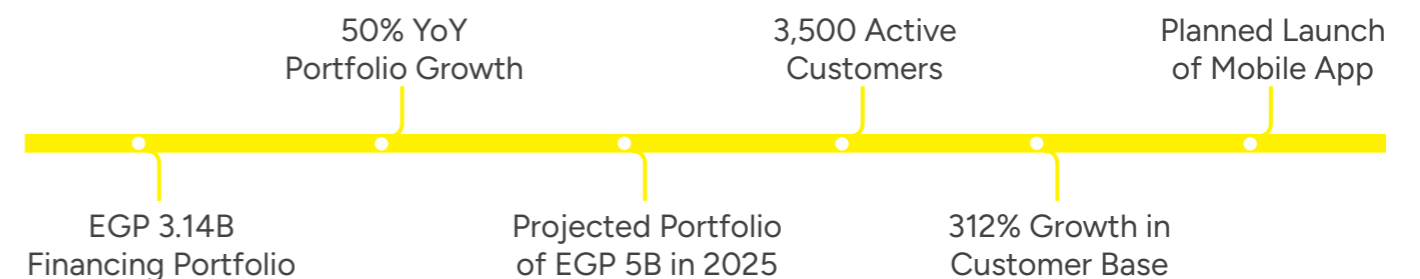 50% YoY
Portfolio Growth
3,500 Active
Customers
Planned Launch
of Mobile App
EGP 3.14B
Financing Portfolio
Projected Portfolio
of EGP 5B in 2025
312% Growth in
Customer Base